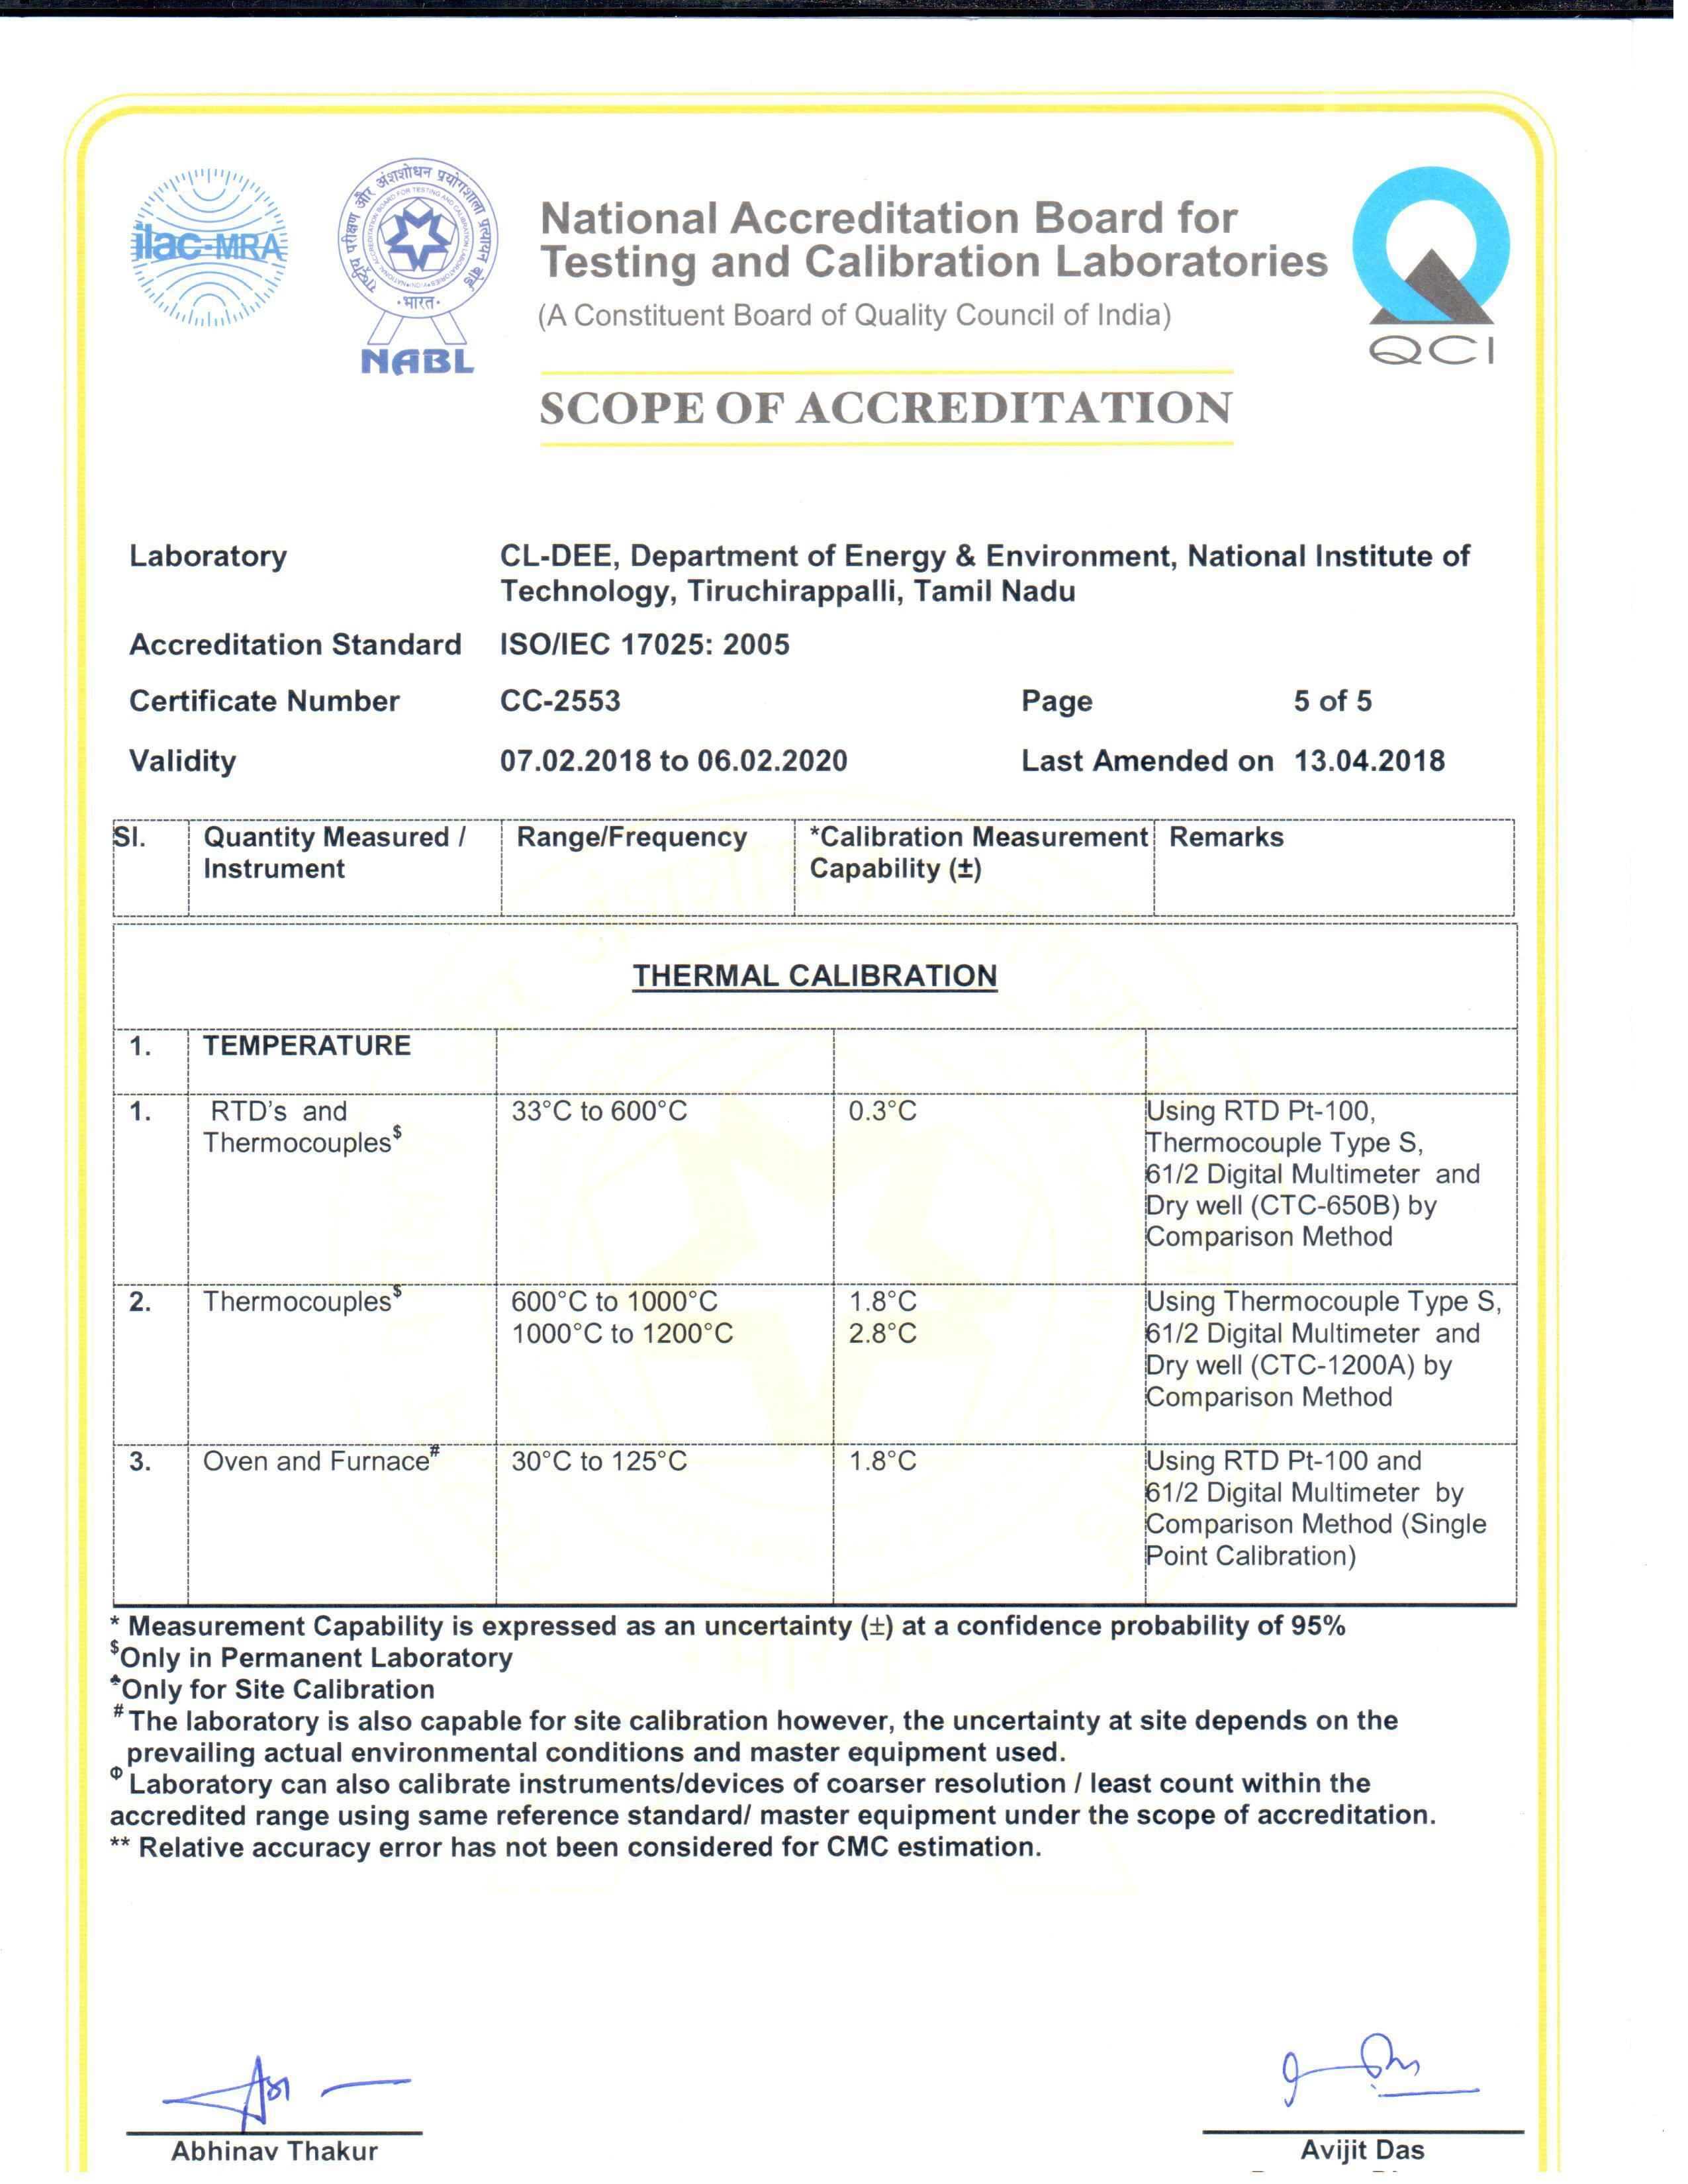 ilac-MRA
राष्ट्रीय परीक्षण और अंशशोधन प्रयोगशाला प्रत्यायन बोर्ड
NATIONAL ACCREDITATION BOARD FOR TESTING AND CALIBRATION LABORATORIES
भारत
NABL
National Accreditation Board for
Testing and Calibration Laboratories
(A Constituent Board of Quality Council of India)
QCI
SCOPE OF ACCREDITATION
Laboratory CL-DEE, Department of Energy & Environment, National Institute of
Technology, Tiruchirappalli, Tamil Nadu
Accreditation Standard ISO/IEC 17025: 2005
Certificate Number CC-2553 Page 5 of 5
Validity 07.02.2018 to 06.02.2020 Last Amended on 13.04.2018
Sl. Quantity Measured / Range/Frequency *Calibration Measurement Remarks
Instrument Capability (±)
THERMAL CALIBRATION
1. TEMPERATURE
1. RTD's and 33°C to 600°C 0.3°C Using RTD Pt-100,
Thermocouples$ Thermocouple Type S,
61/2 Digital Multimeter and
Dry well (CTC-650B) by
Comparison Method
2. Thermocouples$ 600°C to 1000°C 1.8°C Using Thermocouple Type S,
1000°C to 1200°C 2.8°C 61/2 Digital Multimeter and
Dry well (CTC-1200A) by
Comparison Method
3. Oven and Furnace# 30°C to 125°C 1.8°C Using RTD Pt-100 and
61/2 Digital Multimeter by
Comparison Method (Single
Point Calibration)
* Measurement Capability is expressed as an uncertainty (±) at a confidence probability of 95%
$Only in Permanent Laboratory
♣Only for Site Calibration
# The laboratory is also capable for site calibration however, the uncertainty at site depends on the
prevailing actual environmental conditions and master equipment used.
Φ Laboratory can also calibrate instruments/devices of coarser resolution / least count within the
accredited range using same reference standard/ master equipment under the scope of accreditation.
** Relative accuracy error has not been considered for CMC estimation.
Abhinav Thakur Avijit Das